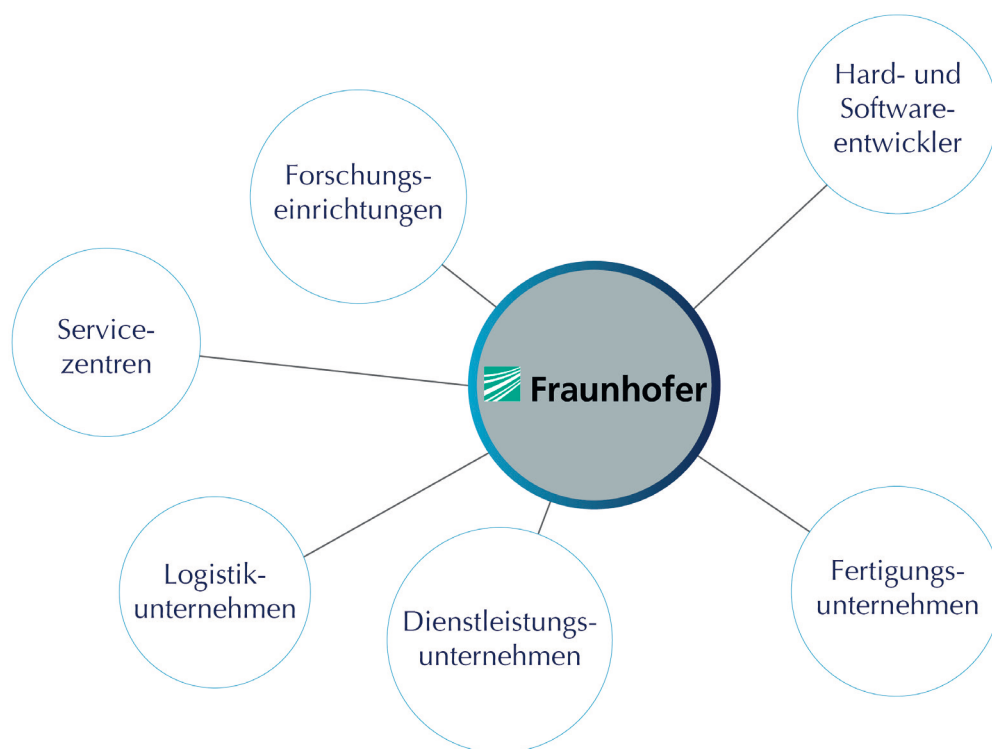 Hard- und
Software-
entwickler
Forschungs-
einrichtungen
Service-
zentren
Fraunhofer
Logistik-
unternehmen
Dienstleistungs-
unternehmen
Fertigungs-
unternehmen